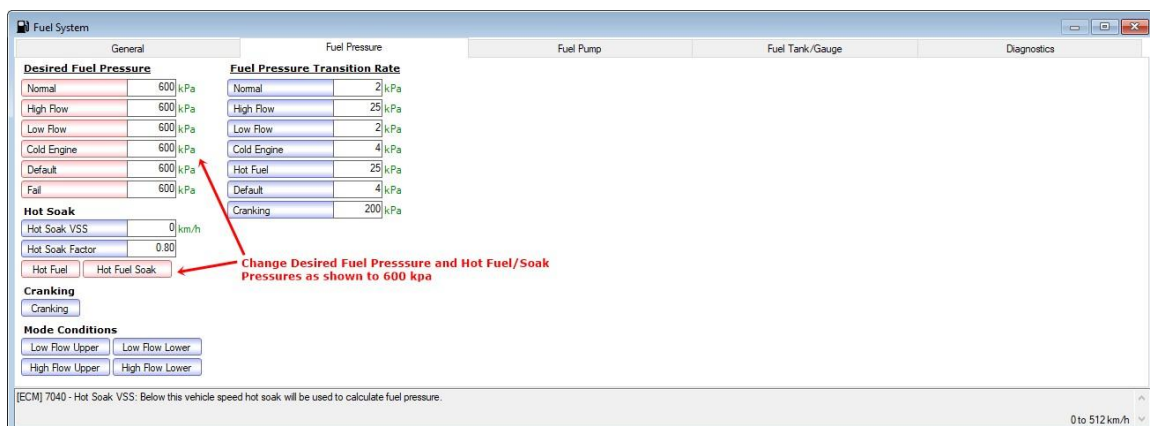 Fuel System
General Fuel Pressure Fuel Pump Fuel Tank/Gauge Diagnostics
Desired Fuel Pressure Fuel Pressure Transition Rate
Normal 600 kPa Normal 2 kPa
High Flow 600 kPa High Flow 25 kPa
Low Flow 600 kPa Low Flow 2 kPa
Cold Engine 600 kPa Cold Engine 4 kPa
Default 600 kPa Hot Fuel 25 kPa
Fail 600 kPa Default 4 kPa
Hot Soak Cranking 200 kPa
Hot Soak VSS 0 km/h
Hot Soak Factor 0.80
Hot Fuel Hot Fuel Soak
Change Desired Fuel Presssure and Hot Fuel/Soak
Pressures as shown to 600 kpa
Cranking
Cranking
Mode Conditions
Low Flow Upper Low Flow Lower
High Flow Upper High Flow Lower
[ECM] 7040 - Hot Soak VSS: Below this vehicle speed hot soak will be used to calculate fuel pressure.
0 to 512 km/h